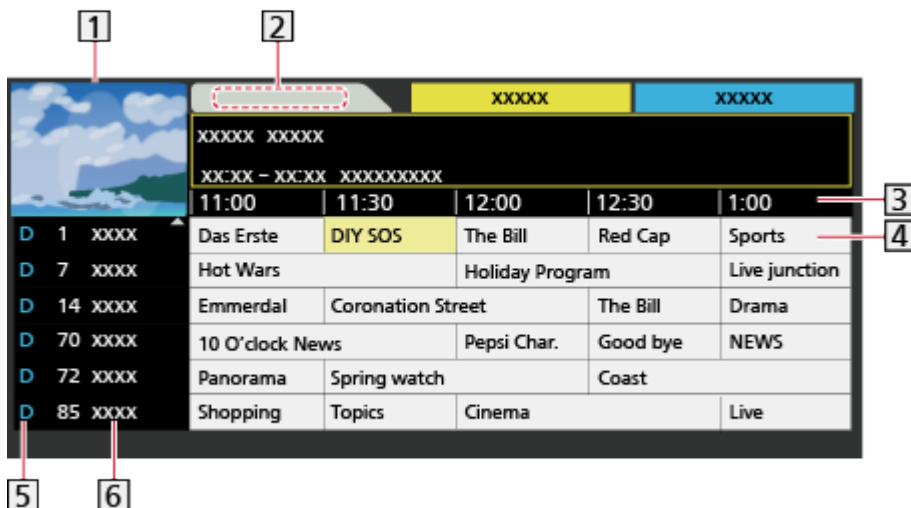 1 2
xxxxx xxxxx
xxxxx xxxxx
xx:xx – xx:xx xxxxxxxxx
11:00 11:30 12:00 12:30 1:00 3
D 1 xxxx Das Erste DIY SOS The Bill Red Cap Sports 4
D 7 xxxx Hot Wars Holiday Program Live junction
D 14 xxxx Emmerdal Coronation Street The Bill Drama
D 70 xxxx 10 O'clock News Pepsi Char. Good bye NEWS
D 72 xxxx Panorama Spring watch Coast
D 85 xxxx Shopping Topics Cinema Live
5 6